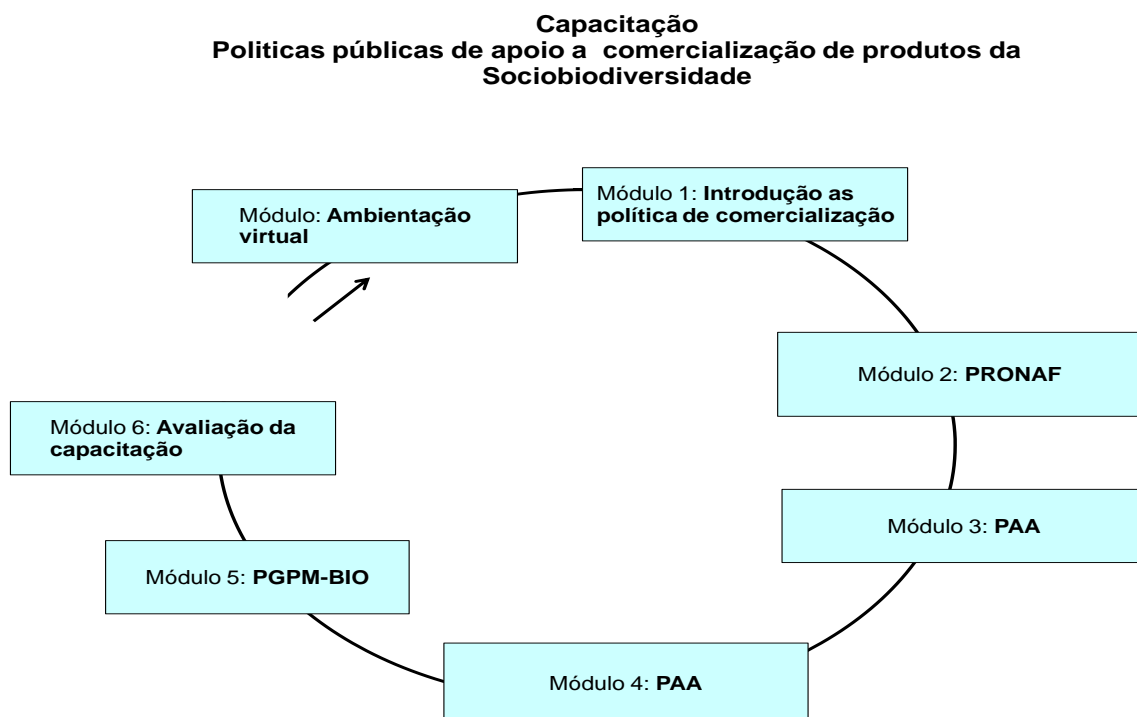 Capacitação
Politicas públicas de apoio a comercialização de produtos da
Sociobiodiversidade
Módulo: Ambientação
virtual
Módulo 1: Introdução as
política de comercialização
Módulo 2: PRONAF
Módulo 3: PAA
Módulo 4: PAA
Módulo 5: PGPM-BIO
Módulo 6: Avaliação da
capacitação